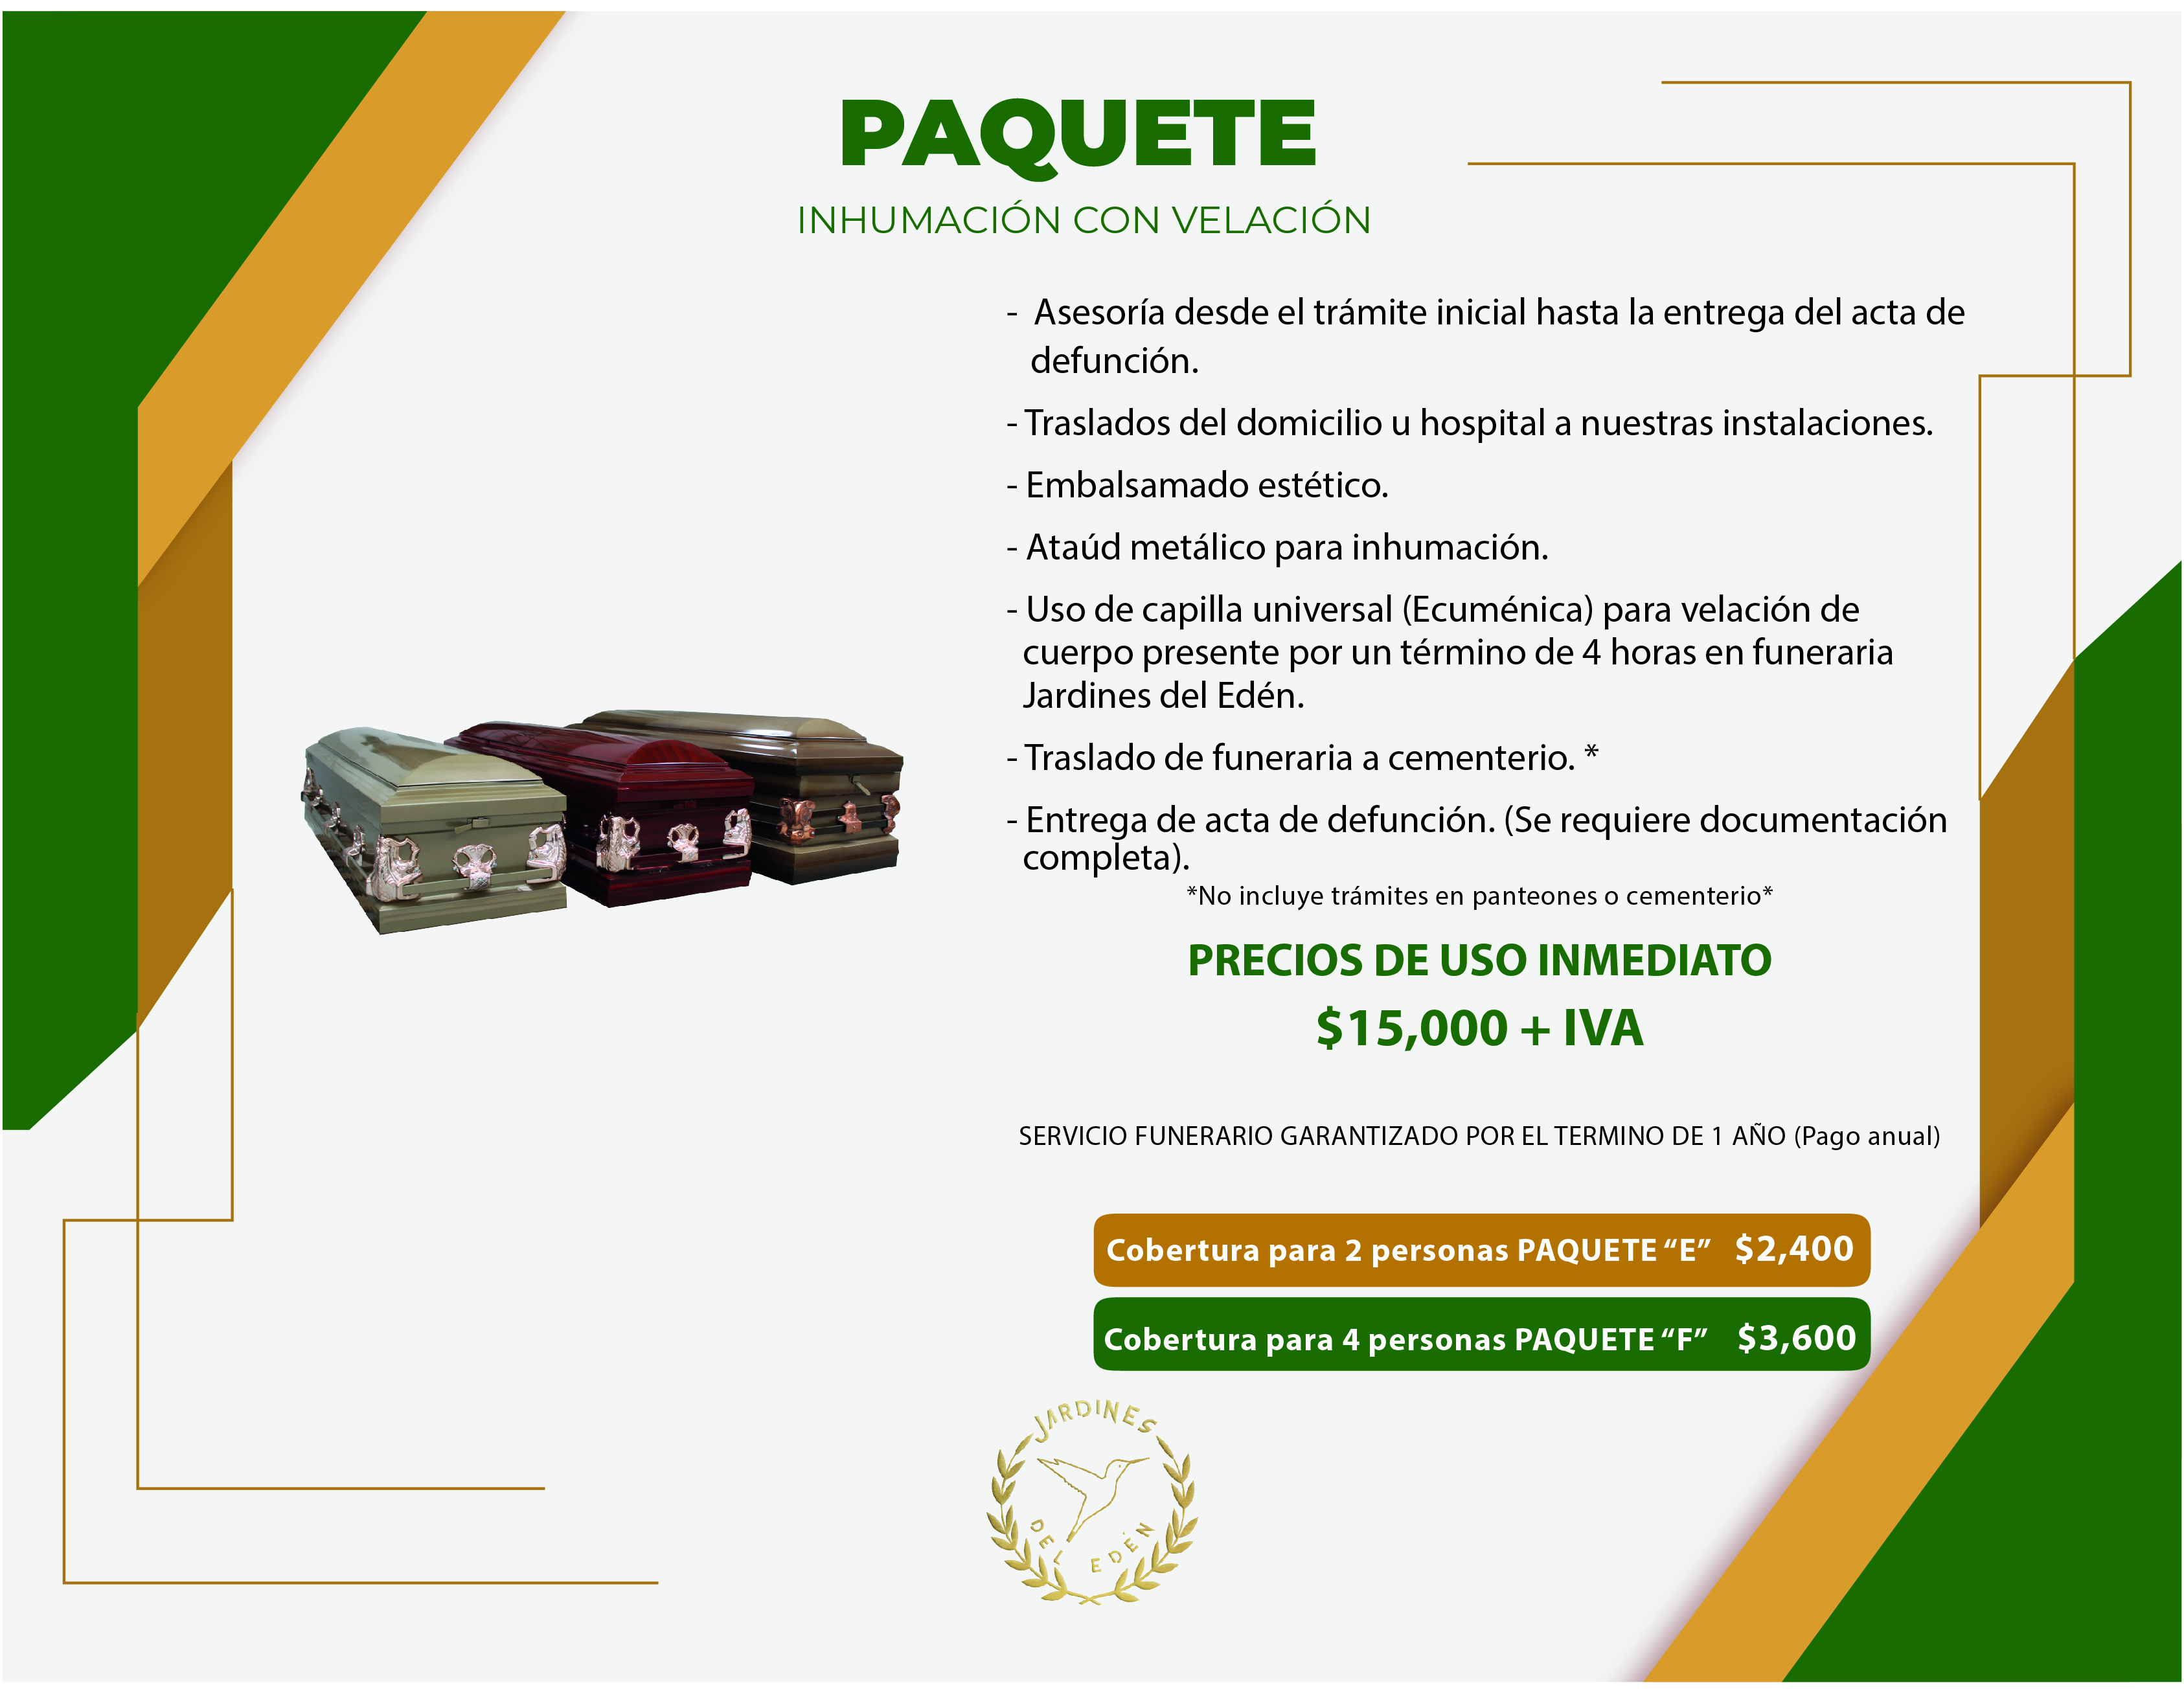 PAQUETE
INHUMACIÓN CON VELACIÓN
- Asesoría desde el trámite inicial hasta la entrega del acta de
defunción.
- Traslados del domicilio u hospital a nuestras instalaciones.
- Embalsamado estético.
- Ataúd metálico para inhumación.
- Uso de capilla universal (Ecuménica) para velación de
cuerpo presente por un término de 4 horas en funeraria
Jardines del Edén.
- Traslado de funeraria a cementerio. *
- Entrega de acta de defunción. (Se requiere documentación
completa).
*No incluye trámites en panteones o cementerio*
PRECIOS DE USO INMEDIATO
$15,000 + IVA
SERVICIO FUNERARIO GARANTIZADO POR EL TERMINO DE 1 AÑO (Pago anual)
Cobertura para 2 personas PAQUETE “E” $2,400
Cobertura para 4 personas PAQUETE “F” $3,600
JARDINES
DEL EDÉN